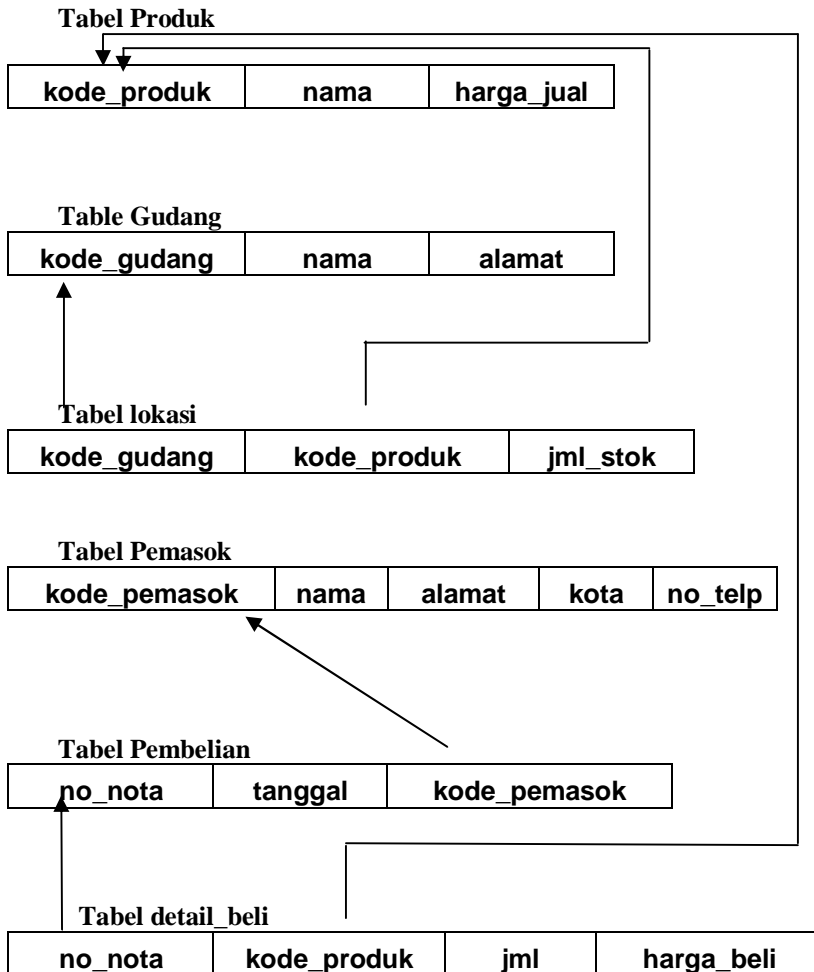 Tabel Produk
kode_produk nama harga_jual
Table Gudang
kode_gudang nama alamat
Tabel lokasi
kode_gudang kode_produk jml_stok
Tabel Pemasok
kode_pemasok nama alamat kota no_telp
Tabel Pembelian
no_nota tanggal kode_pemasok
Tabel detail_beli
no_nota kode_produk jml harga_beli